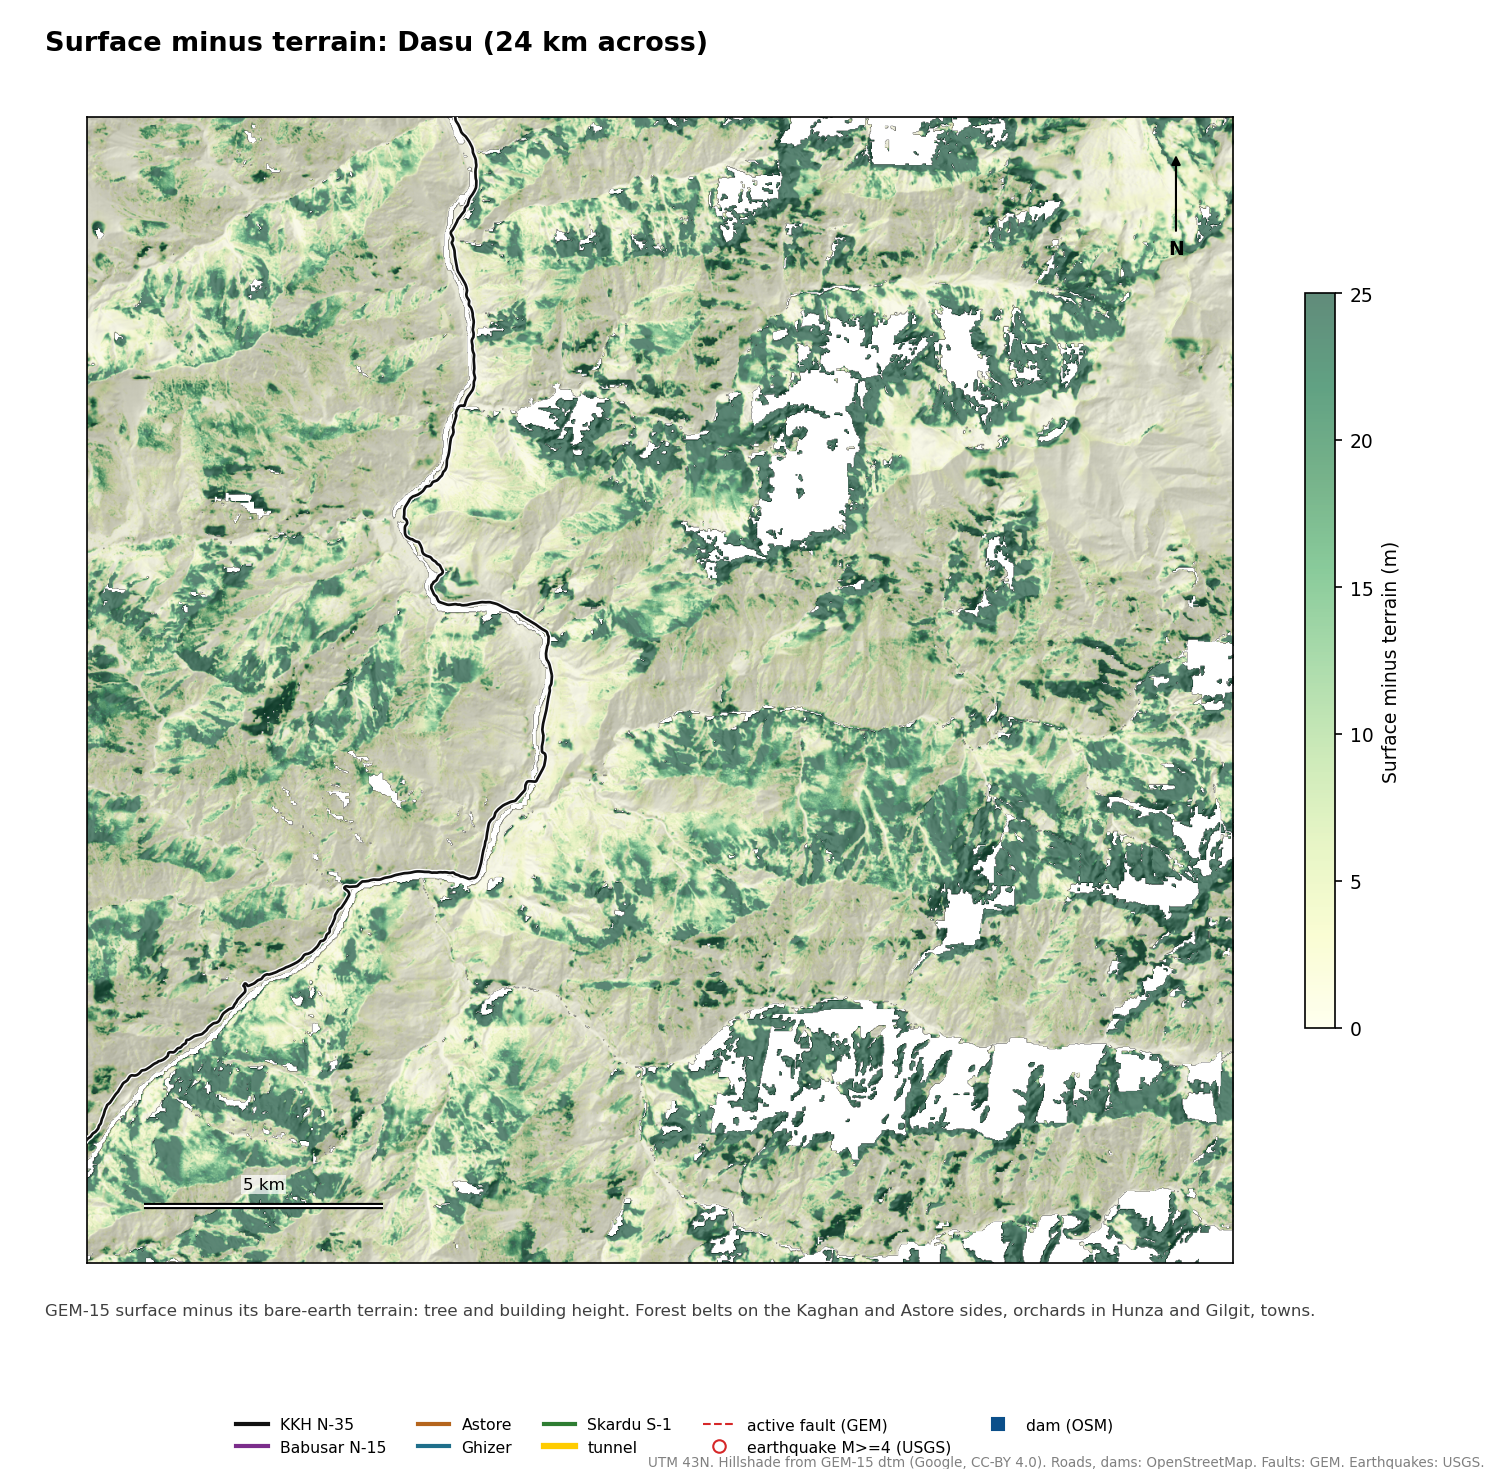 Surface minus terrain: Dasu (24 km across)
N
25
20
15
10
5
0
Surface minus terrain (m)
5 km
GEM-15 surface minus its bare-earth terrain: tree and building height. Forest belts on the Kaghan and Astore sides, orchards in Hunza and Gilgit, towns.
KKH N-35
Astore
Skardu S-1
active fault (GEM)
dam (OSM)
Babusar N-15
Ghizer
tunnel
earthquake M>=4 (USGS)
UTM 43N. Hillshade from GEM-15 dtm (Google, CC-BY 4.0). Roads, dams: OpenStreetMap. Faults: GEM. Earthquakes: USGS.